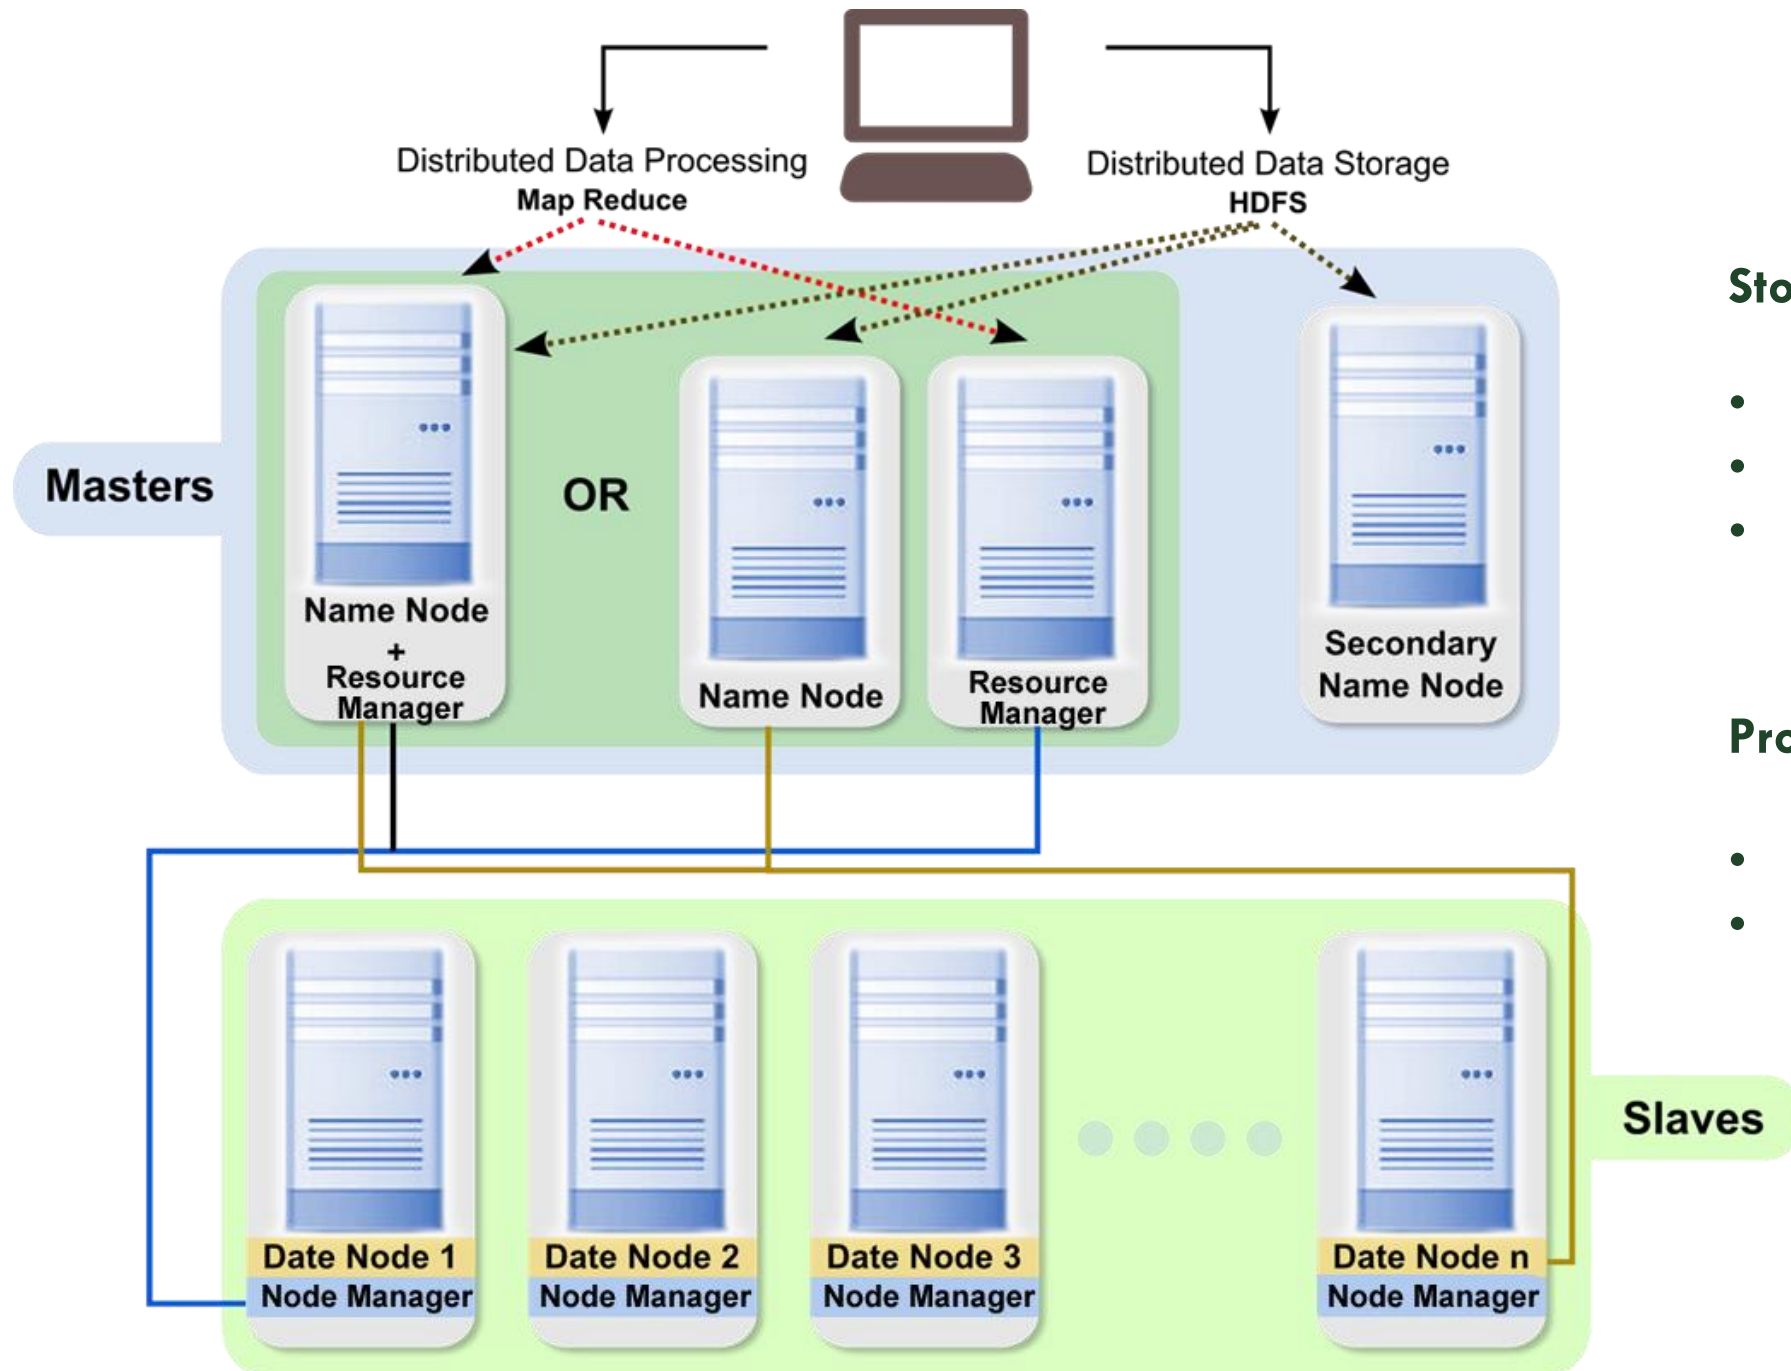 Distributed Data Processing
Map Reduce
Distributed Data Storage
HDFS
Masters
OR
Name Node
+
Resource
Manager
Name Node
Resource
Manager
Secondary
Name Node
Sto
Pro
Slaves
Date Node 1
Node Manager
Date Node 2
Node Manager
Date Node 3
Node Manager
Date Node n
Node Manager